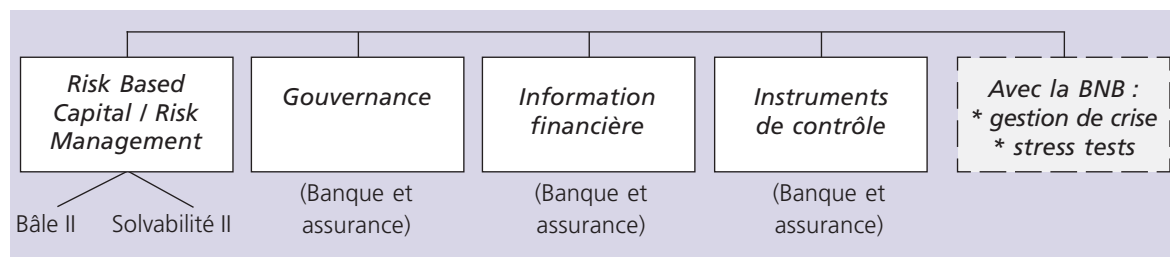 Risk Based
Capital / Risk
Management
Gouvernance
Information
financière
Instruments
de contrôle
Avec la BNB :
* gestion de crise
* stress tests
Bâle II
Solvabilité II
(Banque et
assurance)
(Banque et
assurance)
(Banque et
assurance)